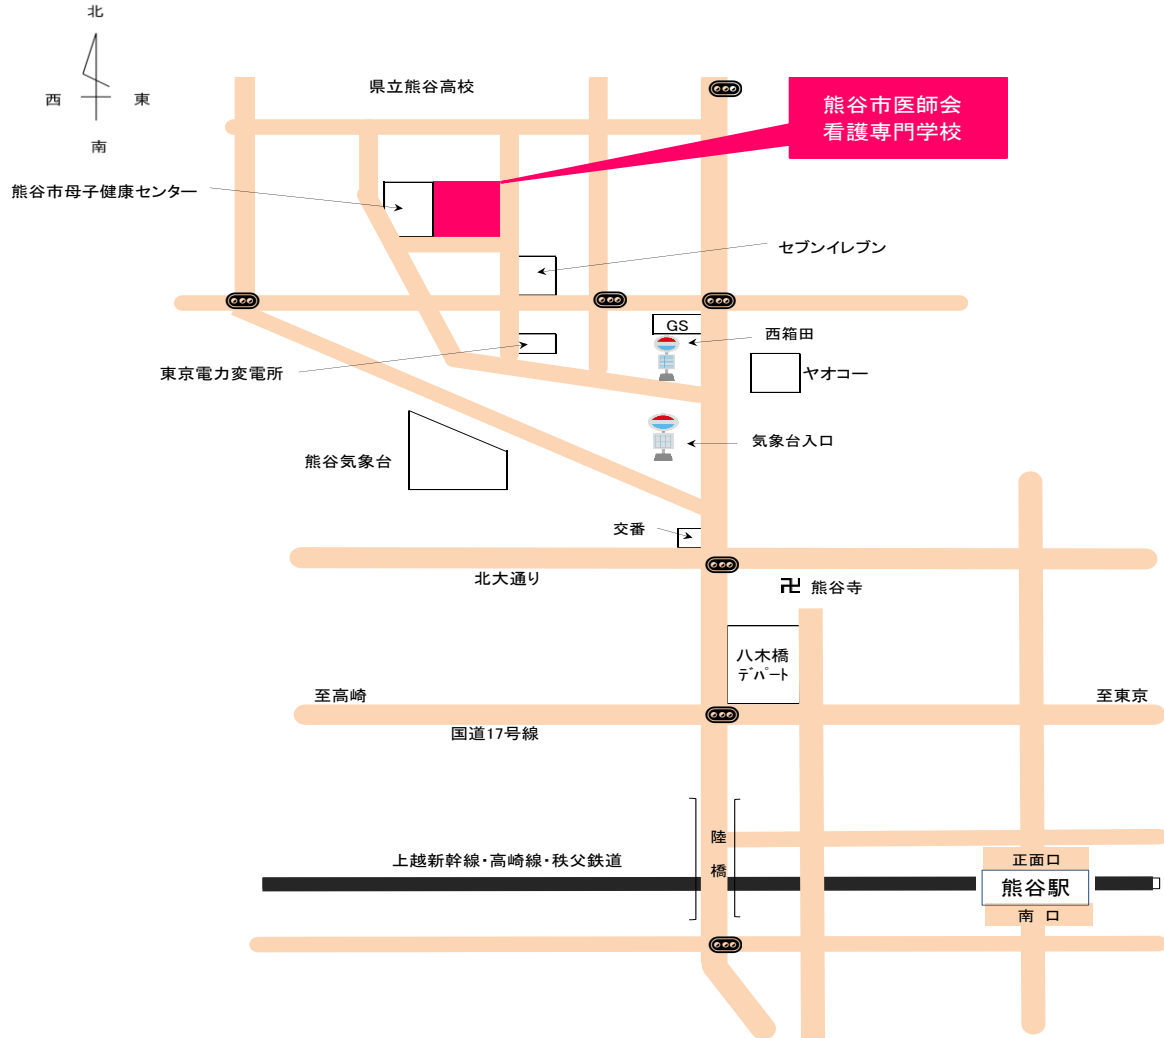 北
西
東
南
県立熊谷高校
熊谷市医師会
看護専門学校
熊谷市母子健康センター
セブンイレブン
GS
西箱田
東京電力変電所
ヤオコー
気象台入口
熊谷気象台
交番
北大通り
卍 熊谷寺
八木橋
ﾃﾞﾊﾟｰﾄ
至高崎
至東京
国道17号線
陸
橋
上越新幹線・高崎線・秩父鉄道
正面口
熊谷駅
南 口